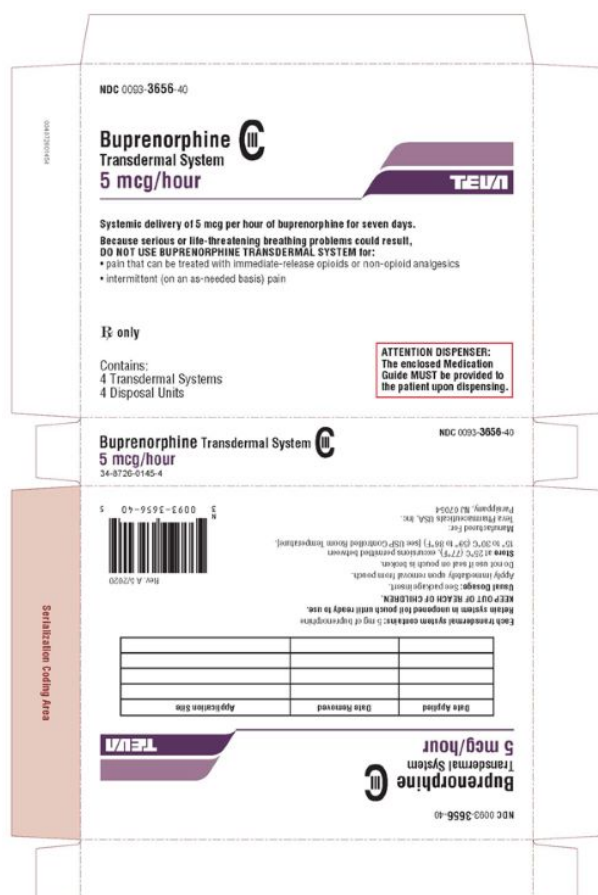 NDC 0093-3656-40
Buprenorphine CIII
Transdermal System
5 mcg/hour
TEVA
Systemic delivery of 5 mcg per hour of buprenorphine for seven days.
Because serious or life-threatening breathing problems could result,
DO NOT USE BUPRENORPHINE TRANSDERMAL SYSTEM for:
• pain that can be treated with immediate-release opioids or non-opioid analgesics
• intermittent (on an as-needed basis) pain
℞ only
Contains:
4 Transdermal Systems
4 Disposal Units
ATTENTION DISPENSER:
The enclosed Medication
Guide MUST be provided to
the patient upon dispensing.
Buprenorphine Transdermal System CIII
5 mcg/hour
34-8726-0145-4
NDC 0093-3656-40
Serialization Coding Area
NDC 0093-3656-40
Buprenorphine CIII
Transdermal System
5 mcg/hour
TEVA
Date Applied Date Removed Application Site
Each transdermal system contains: 5 mg of buprenorphine
Retain system in unopened foil pouch until ready to use.
KEEP OUT OF REACH OF CHILDREN.
Usual Dosage: See package insert.
Apply immediately upon removal from pouch.
Do not use if seal on pouch is broken.
Store at 25°C (77°F), excursions permitted between
15° to 30°C (59° to 86°F) [see USP Controlled Room Temperature].
Manufactured For:
Teva Pharmaceuticals USA, Inc.
Parsippany, NJ 07054
Rev. A 5/2020
N 3 0093-3656-40 5